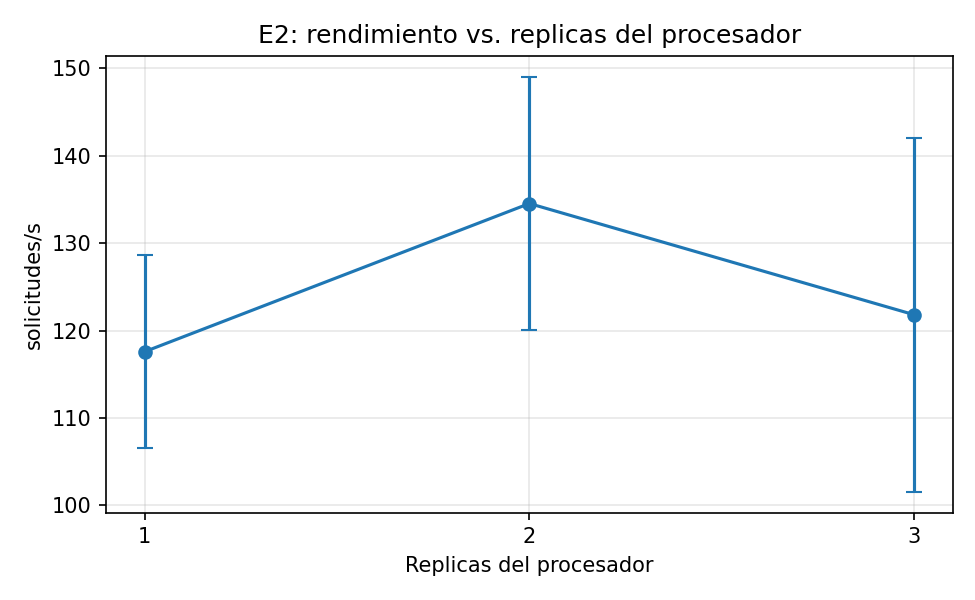 E2: rendimiento vs. replicas del procesador
150
140
130
120
110
100
solicitudes/s
1 2 3
Replicas del procesador